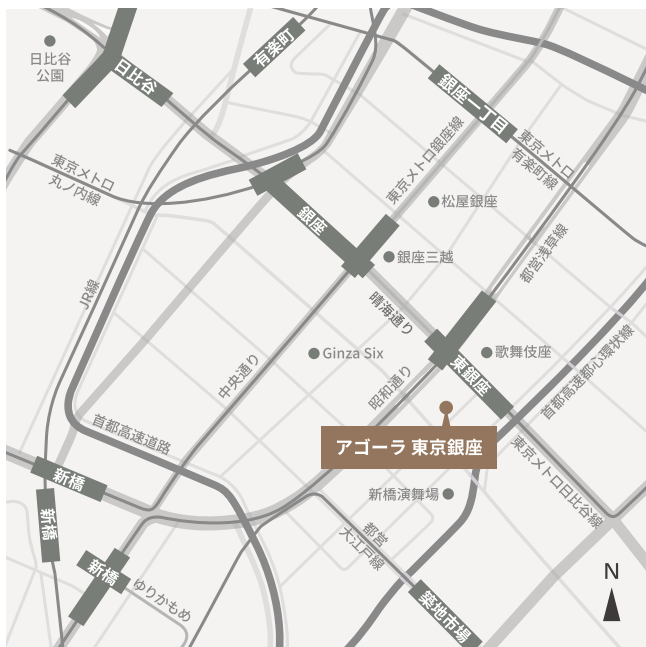 日比谷
公園
日比谷
有楽町
銀座一丁目
東京メトロ
有楽町線
東京メトロ銀座線
東京メトロ
丸ノ内線
松屋銀座
銀座
銀座三越
都営浅草線
JR線
晴海通り
Ginza Six
歌舞伎座
中央通り
昭和通り
東銀座
首都高速都心環状線
首都高速道路
アゴーラ 東京銀座
東京メトロ日比谷線
新橋
新橋演舞場
新橋
都営
大江戸線
新橋
ゆりかもめ
築地市場
N